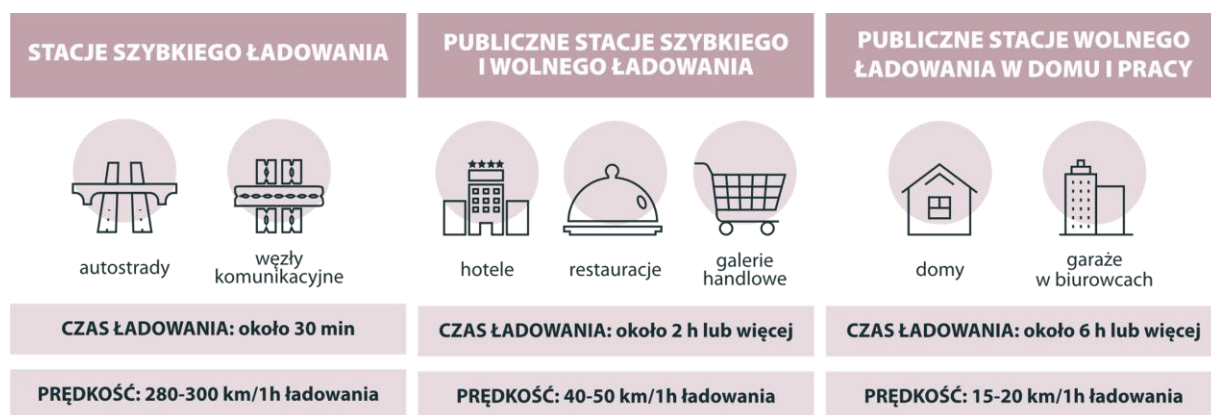 STACJE SZYBKIEGO ŁADOWANIA
autostrady
węzły
komunikacyjne
CZAS ŁADOWANIA: około 30 min
PRĘDKOŚĆ: 280-300 km/1h ładowania
PUBLICZNE STACJE SZYBKIEGO
I WOLNEGO ŁADOWANIA
hotele
restauracje
galerie
handlowe
CZAS ŁADOWANIA: około 2 h lub więcej
PRĘDKOŚĆ: 40-50 km/1h ładowania
PUBLICZNE STACJE WOLNEGO
ŁADOWANIA W DOMU I PRACY
domy
garaże
w biurowcach
CZAS ŁADOWANIA: około 6 h lub więcej
PRĘDKOŚĆ: 15-20 km/1h ładowania